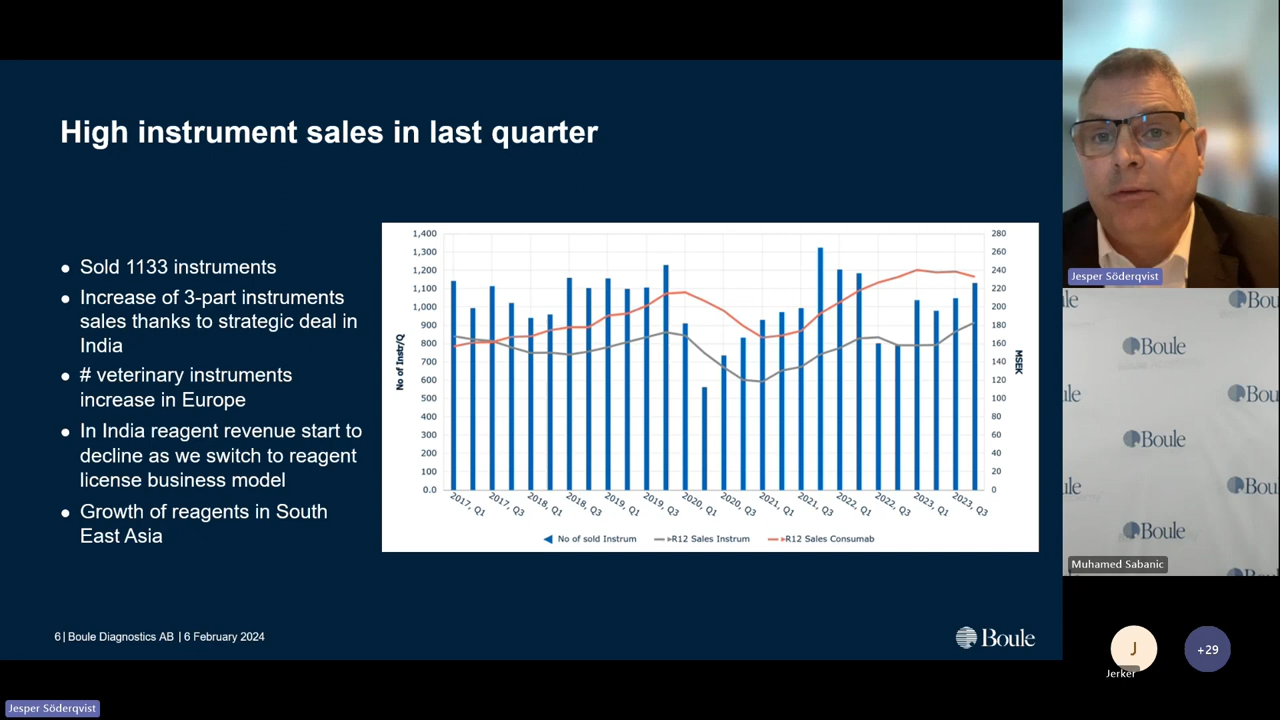 High instrument sales in last quarter
Sold 1133 instruments
Increase of 3-part instruments
sales thanks to strategic deal in
India
# veterinary instruments
increase in Europe
In India reagent revenue start to
decline as we switch to reagent
license business model
Growth of reagents in South
East Asia
No of Instr/Q
1,400
1,300
1,200
1,100
1,000
900
800
700
600
500
400
300
200
100
0.0
280
260
240
220
200
180
160
140
120
100
80
60
40
20
0
MSEK
2017, Q1
2017, Q3
2018, Q1
2018, Q3
2019, Q1
2019, Q3
2020, Q1
2020, Q3
2021, Q1
2021, Q3
2022, Q1
2022, Q3
2023, Q1
2023, Q3
No of sold Instrum
R12 Sales Instrum
R12 Sales Consumab
6 | Boule Diagnostics AB | 6 February 2024
Boule
Jesper Söderqvist
Jesper Söderqvist
le
Bou
Boule
le
Bou
Boule
le
Bou
Boule
Muhamed Sabanic
J
Jerker
+29